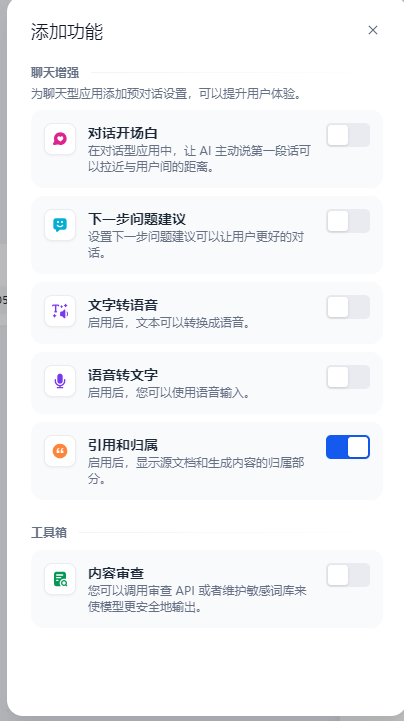 添加功能
聊天增强
为聊天型应用添加预对话设置，可以提升用户体验。
对话开场白
在对话型应用中，让 AI 主动说第一段话可
以拉近与用户间的距离。
下一步问题建议
设置下一步问题建议可以让用户更好的对
话。
文字转语音
启用后，文本可以转换成语音。
语音转文字
启用后，您可以使用语音输入。
引用和归属
启用后，显示源文档和生成内容的归属部
分。
工具箱
内容审查
您可以调用审查 API 或者维护敏感词库来
使模型更安全地输出。